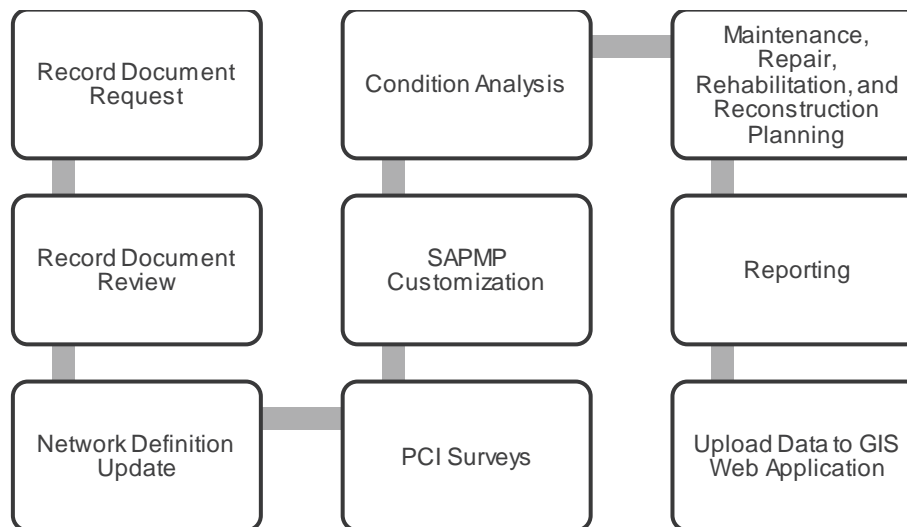 Record Document
Request
Record Document
Review
Network Definition
Update
PCI Surveys
SAPMP
Customization
Condition Analysis
Maintenance,
Repair,
Rehabilitation, and
Reconstruction
Planning
Reporting
Upload Data to GIS
Web Application